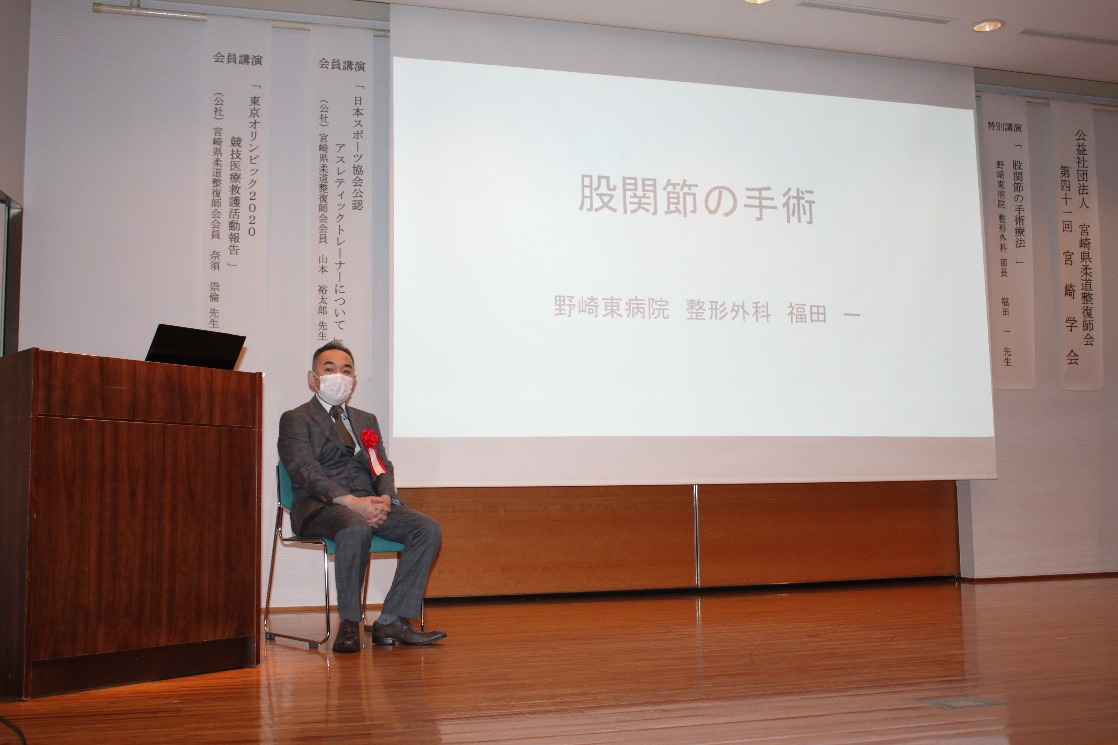 会員講演
「東京オリンピック2020
競技医療救護活動報告」
(公社)宮崎県柔道整復師会会員 奈須 崇倫 先生
会員講演
「日本スポーツ協会公認
アスレティックトレーナーについて
(公社)宮崎県柔道整復師会会員 山本 裕太郎 先生
股関節の手術
野崎東病院 整形外科 福田 一
特別講演
「股関節の手術療法」
野崎東病院 整形外科 部長 福田 一 先生
公益社団法人 宮崎県柔道整復師会
第四十一回 宮崎学会